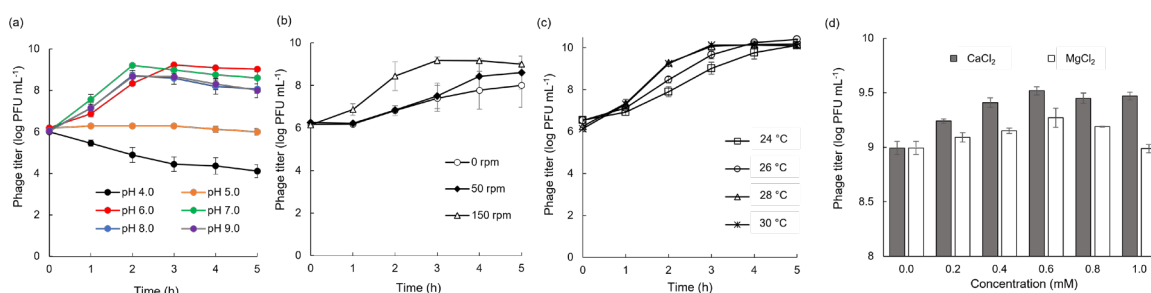 (a)
Phage titer (log PFU mL⁻¹)
10
8
6
4
2
0 1 2 3 4 5
Time (h)
pH 4.0 pH 5.0
pH 6.0 pH 7.0
pH 8.0 pH 9.0
(b)
Phage titer (log PFU mL⁻¹)
10
8
6
4
2
0
0 1 2 3 4 5
Time (h)
0 rpm
50 rpm
150 rpm
(c)
Phage titer (log PFU mL⁻¹)
10
8
6
4
2
0
0 1 2 3 4 5
Time (h)
24 °C
26 °C
28 °C
30 °C
(d)
CaCl₂ MgCl₂
Phage titer (log PFU mL⁻¹)
10
9.5
9
8.5
8
0.0 0.2 0.4 0.6 0.8 1.0
Concentration (mM)